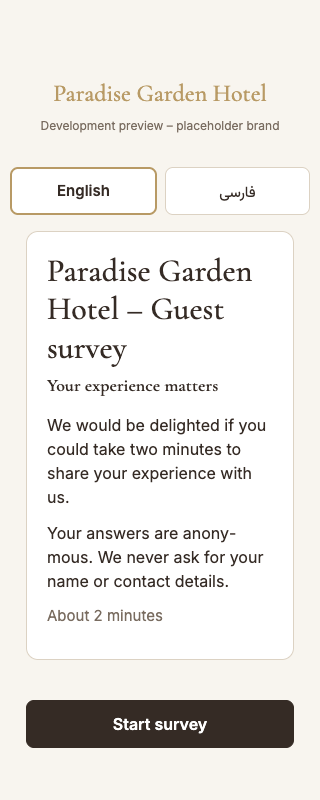 Paradise Garden Hotel
Development preview – placeholder brand
English
فارسی
Paradise Garden
Hotel – Guest
survey
Your experience matters
We would be delighted if you
could take two minutes to
share your experience with
us.
Your answers are anony-
mous. We never ask for your
name or contact details.
About 2 minutes
Start survey